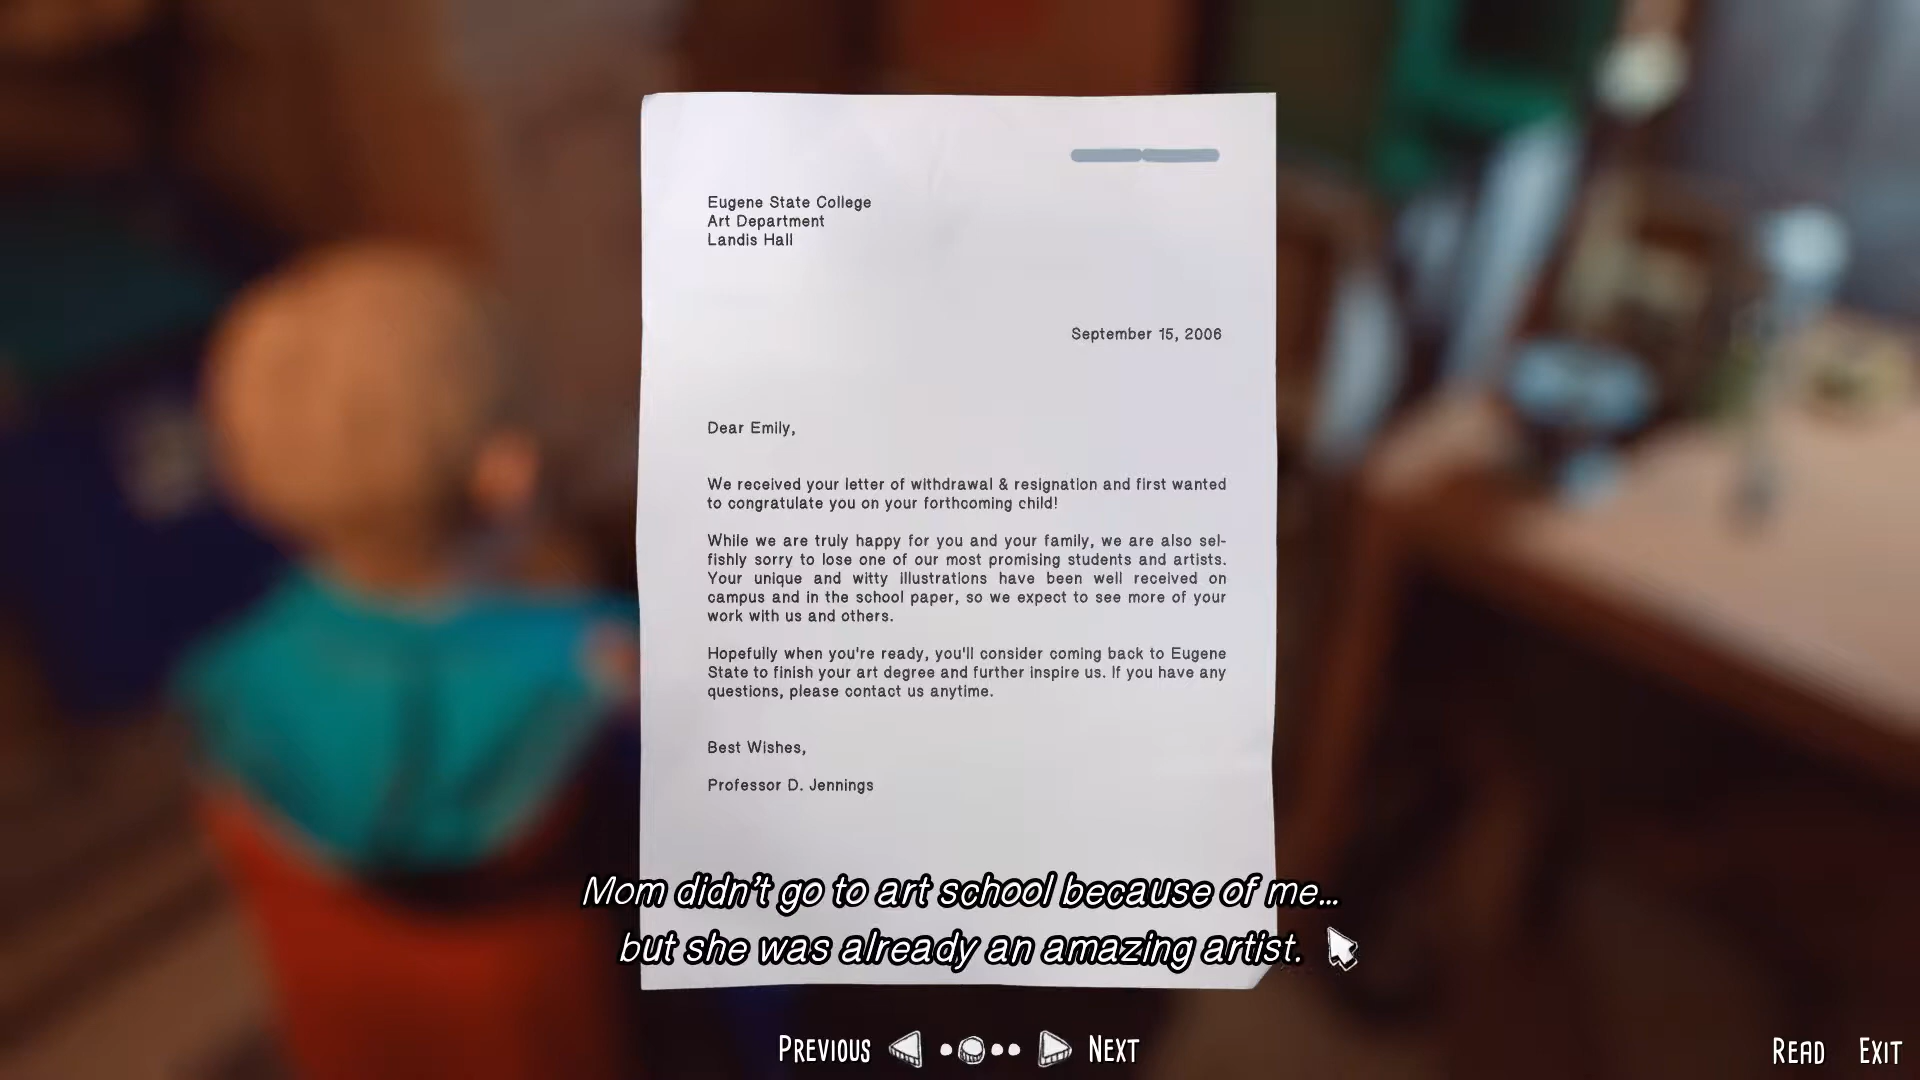 Eugene State College
Art Department
Landis Hall
September 15, 2006
Dear Emily,
We received your letter of withdrawal & resignation and first wanted
to congratulate you on your forthcoming child!
While we are truly happy for you and your family, we are also sel-
fishly sorry to lose one of our most promising students and artists.
Your unique and witty illustrations have been well received on
campus and in the school paper, so we expect to see more of your
work with us and others.
Hopefully when you're ready, you'll consider coming back to Eugene
State to finish your art degree and further inspire us. If you have any
questions, please contact us anytime.
Best Wishes,
Professor D. Jennings
Mom didn't go to art school because of me...
but she was already an amazing artist.
PREVIOUS NEXT
READ EXIT